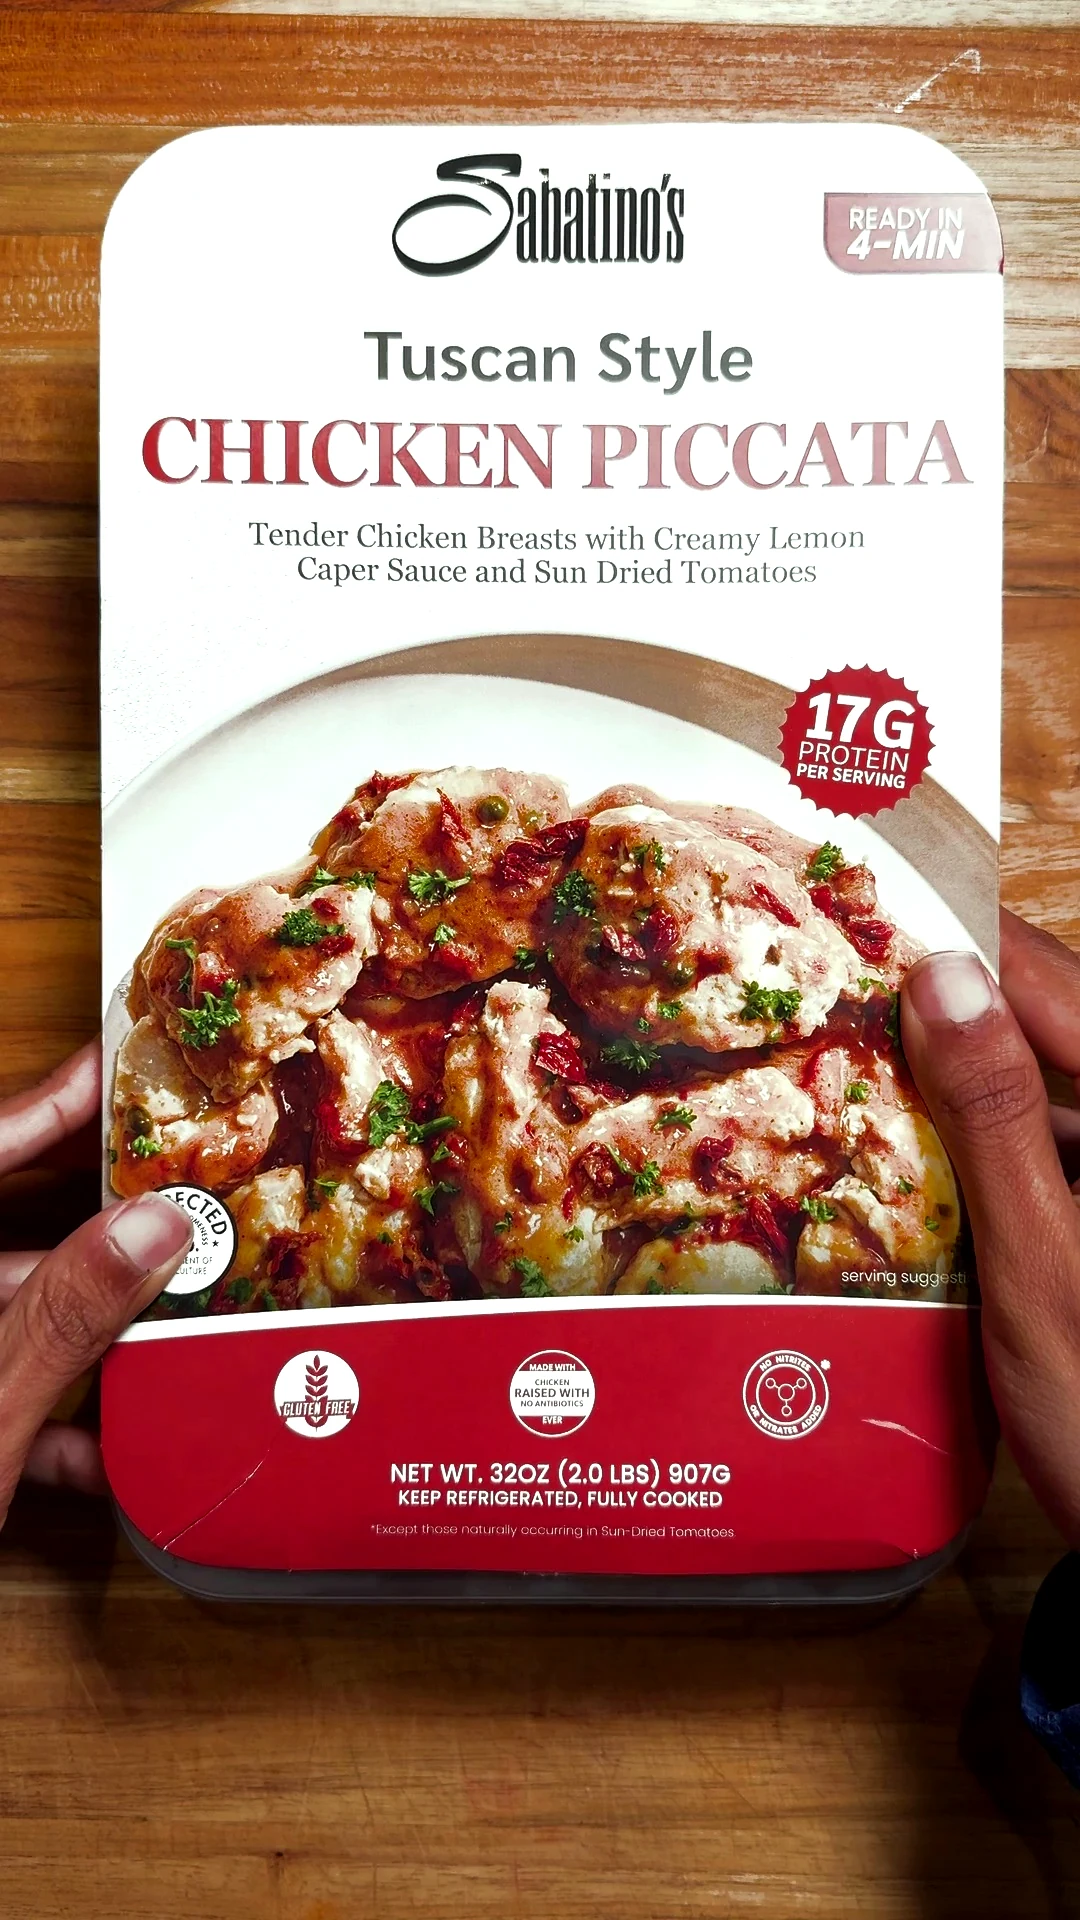 Sabatino's
READY IN
4-MIN
Tuscan Style
CHICKEN PICCATA
Tender Chicken Breasts with Creamy Lemon
Caper Sauce and Sun Dried Tomatoes
17G
PROTEIN
PER SERVING
serving suggesti
GLUTEN FREE
MADE WITH
CHICKEN
RAISED WITH
NO ANTIBIOTICS
EVER
NO NITRITES
OR NITRATES ADDED
*
NET WT. 32OZ (2.0 LBS) 907G
KEEP REFRIGERATED, FULLY COOKED
*Except those naturally occurring in Sun-Dried Tomatoes.